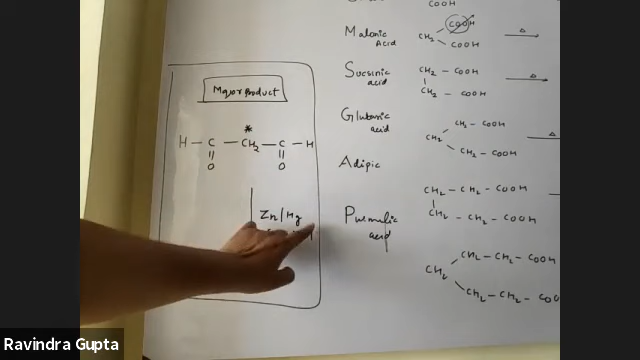 COOH
Malonic
Acid
CH2
COOH
COOH
Δ
Succinic
acid
CH2 - COOH
CH2 - COOH
Δ
Major product
Glutaric
acid
CH2 - COOH
CH2
CH2 - COOH
Δ
*
H - C - CH2 - C - H
O O
Adipic
CH2 - CH2 - COOH
CH2 - CH2 - COOH
Zn/Hg
Pimalic
acid
CH2 - CH2 - COOH
CH2
CH2 - CH2 - COO
Ravindra Gupta